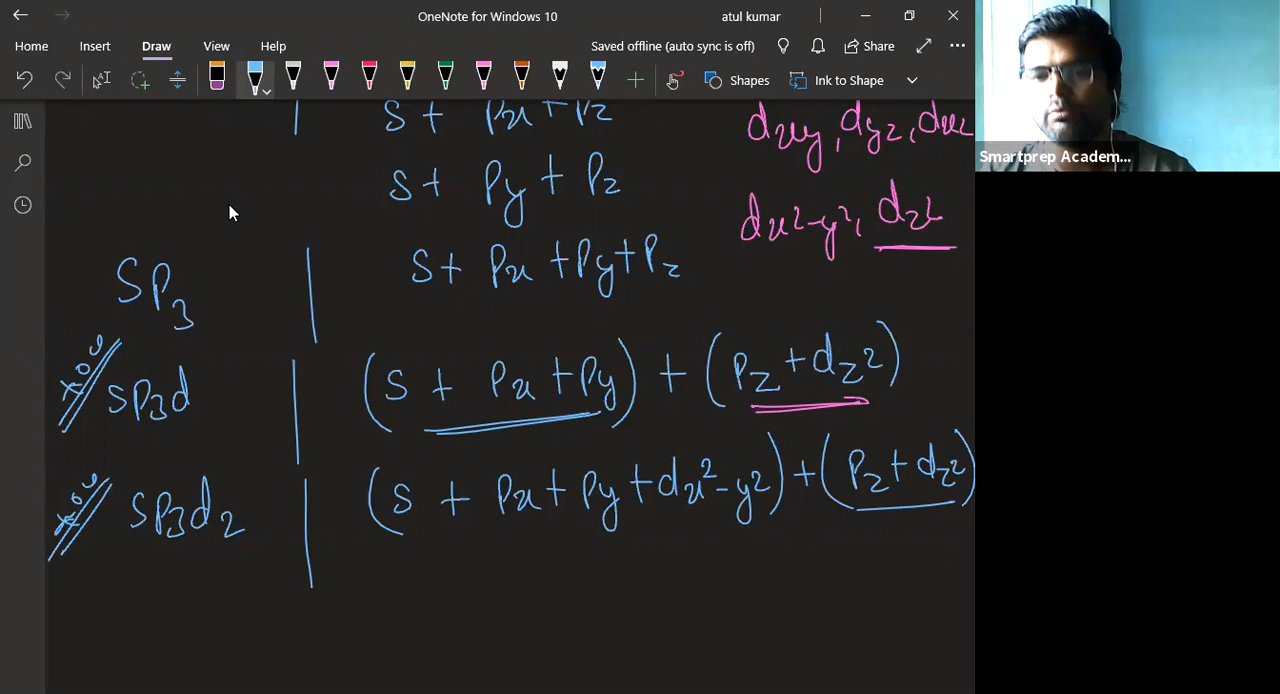 OneNote for Windows 10
atul kumar
Home Insert Draw View Help
Saved offline (auto sync is off)
Share
Shapes
Ink to Shape
Smartprep Academ...
s + Px + Pz
dxy, dyz, dxz
s + Py + Pz
dx²-y², dz²
SP3 | s + Px + Py + Pz
SP3d | (s + Px + Py) + (Pz + dz²)
SP3d2 | (s + Px + Py + dx²-y²) + (Pz + dz²)